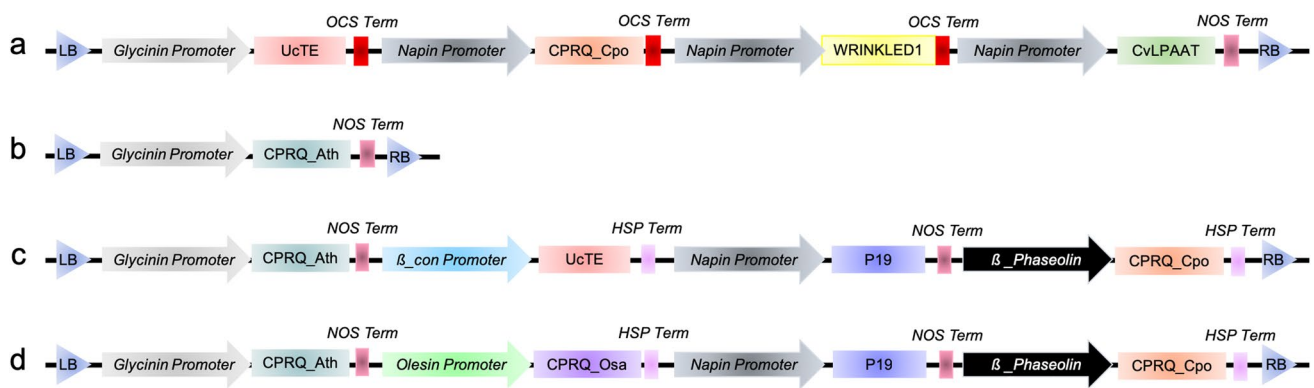 OCS Term OCS Term OCS Term NOS Term
a LB Glycinin Promoter UcTE Napin Promoter CPRQ_Cpo Napin Promoter WRINKLED1 Napin Promoter CvLPAAT RB
NOS Term
b LB Glycinin Promoter CPRQ_Ath RB
NOS Term HSP Term NOS Term HSP Term
c LB Glycinin Promoter CPRQ_Ath ß_con Promoter UcTE Napin Promoter P19 ß_Phaseolin CPRQ_Cpo RB
NOS Term HSP Term NOS Term HSP Term
d LB Glycinin Promoter CPRQ_Ath Olesin Promoter CPRQ_Osa Napin Promoter P19 ß_Phaseolin CPRQ_Cpo RB